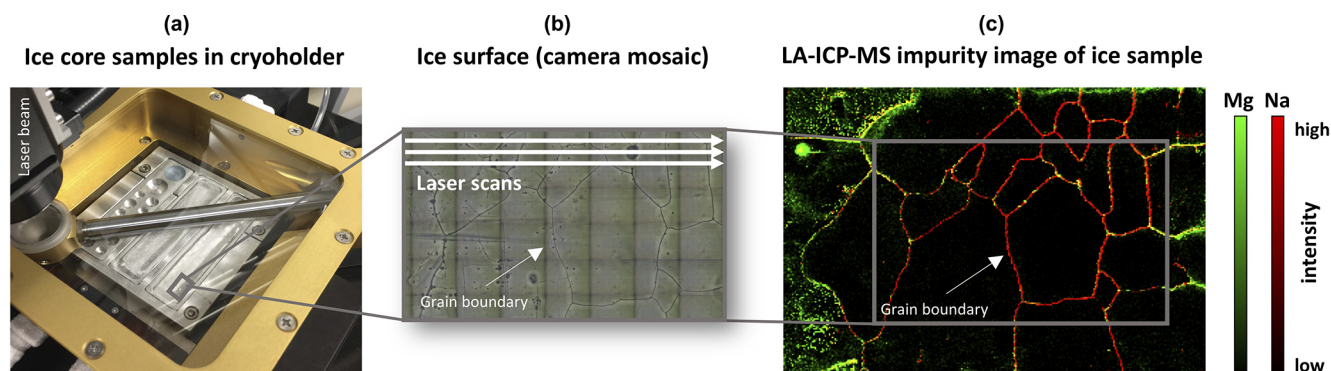 (a)
Ice core samples in cryoholder
Laser beam
(b)
Ice surface (camera mosaic)
Laser scans
Grain boundary
(c)
LA-ICP-MS impurity image of ice sample
Grain boundary
Mg Na
high
intensity
low